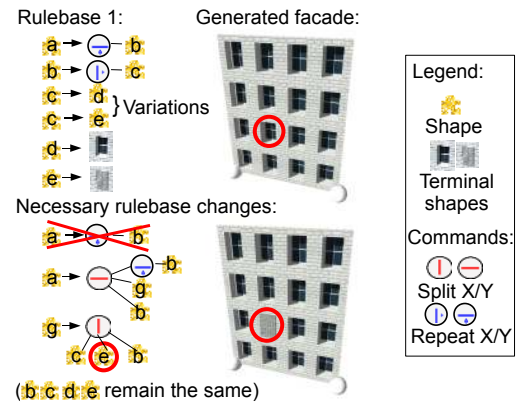 Rulebase 1:
a b
b c
c d
c e
} Variations
d
e
Generated facade:
Necessary rulebase changes:
a b
a b
g
b
g
c e b
(b c d e remain the same)
Legend:
Shape
Terminal
shapes
Commands:
Split X/Y
Repeat X/Y